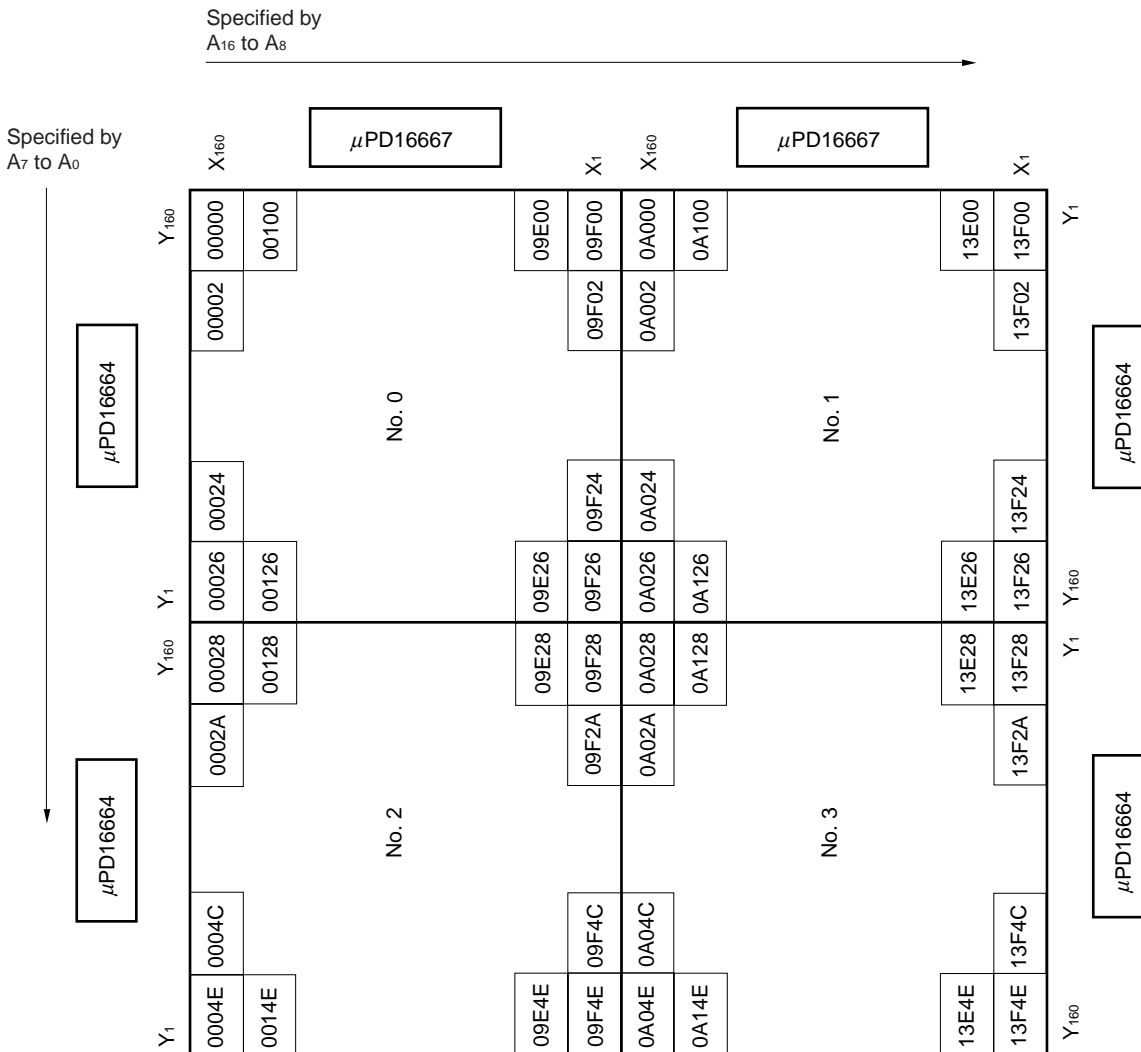 Specified by
A16 to A8
Specified by
A7 to A0
X160
μPD16667
X1
X160
μPD16667
X1
Y160
00000
00100
09E00
09F00
0A000
0A100
13E00
13F00
Y1
00002
09F02
0A002
13F02
μPD16664
No. 0
No. 1
μPD16664
00024
09F24
0A024
13F24
Y1
00026
00126
09E26
09F26
0A026
0A126
13E26
13F26
Y160
Y160
00028
00128
09E28
09F28
0A028
0A128
13E28
13F28
Y1
0002A
09F2A
0A02A
13F2A
μPD16664
No. 2
No. 3
μPD16664
0004C
09F4C
0A04C
13F4C
Y1
0004E
0014E
09E4E
09F4E
0A04E
0A14E
13E4E
13F4E
Y160